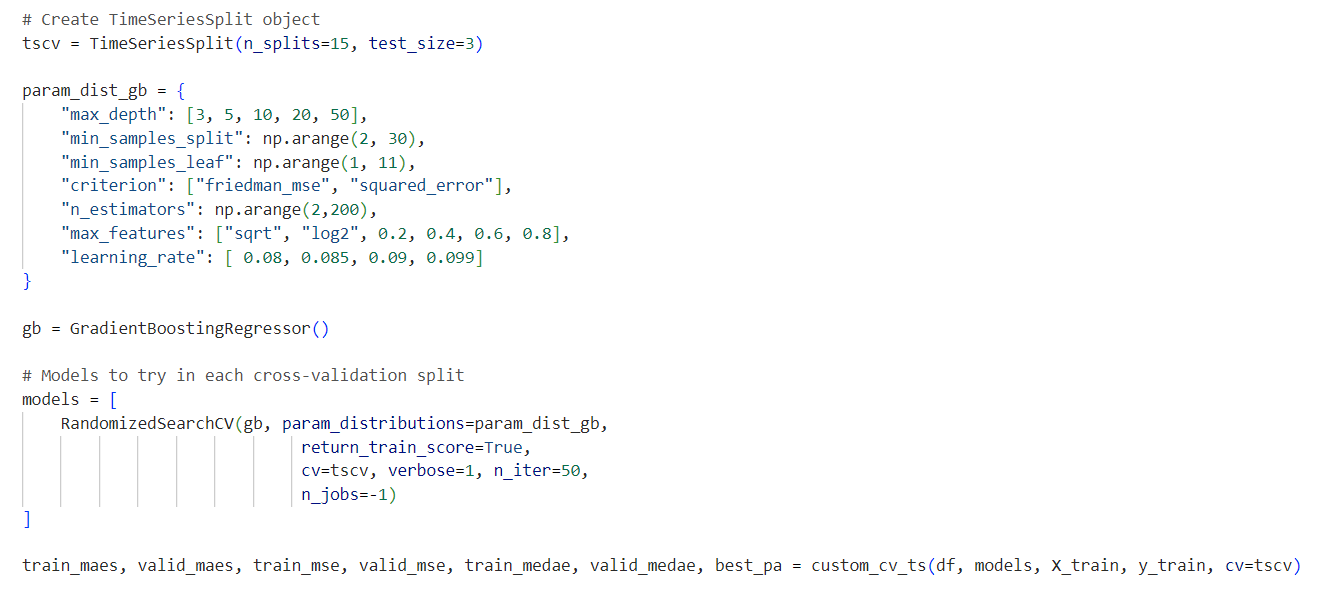 # Create TimeSeriesSplit object
tscv = TimeSeriesSplit(n_splits=15, test_size=3)
param_dist_gb = {
"max_depth": [3, 5, 10, 20, 50],
"min_samples_split": np.arange(2, 30),
"min_samples_leaf": np.arange(1, 11),
"criterion": ["friedman_mse", "squared_error"],
"n_estimators": np.arange(2,200),
"max_features": ["sqrt", "log2", 0.2, 0.4, 0.6, 0.8],
"learning_rate": [ 0.08, 0.085, 0.09, 0.099]
}
gb = GradientBoostingRegressor()
# Models to try in each cross-validation split
models = [
RandomizedSearchCV(gb, param_distributions=param_dist_gb,
return_train_score=True,
cv=tscv, verbose=1, n_iter=50,
n_jobs=-1)
]
train_maes, valid_maes, train_mse, valid_mse, train_medae, valid_medae, best_pa = custom_cv_ts(df, models, X_train, y_train, cv=tscv)